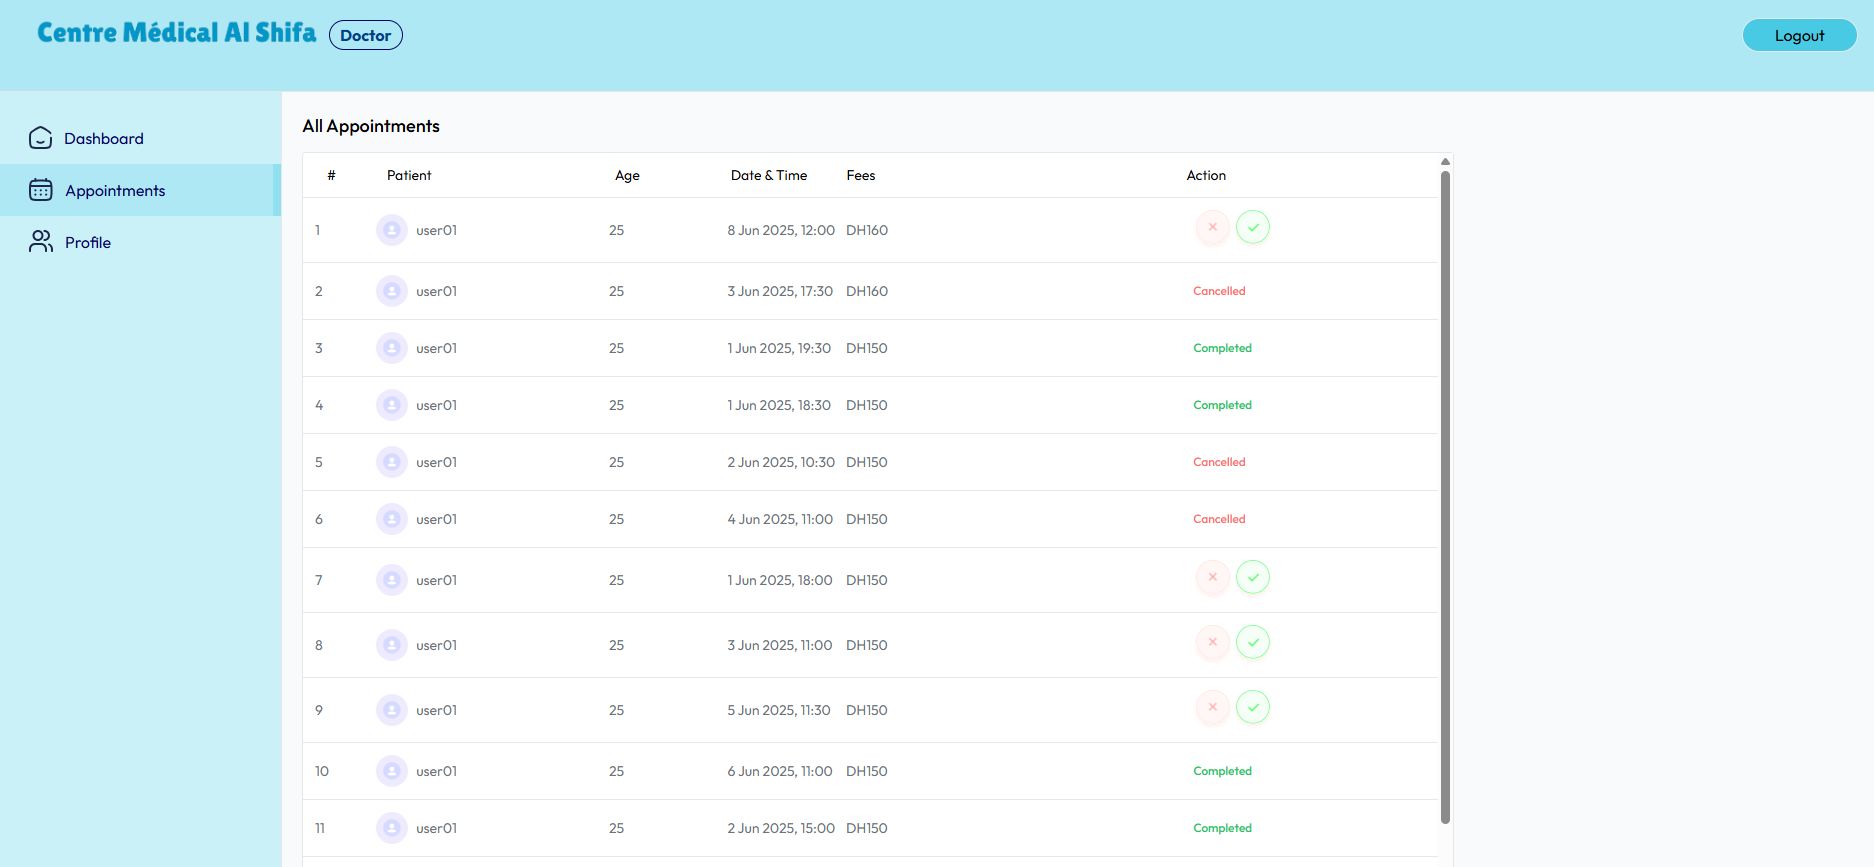 Centre Médical Al Shifa Doctor Logout
Dashboard
Appointments
Profile
All Appointments
# Patient Age Date & Time Fees Action
1 user01 25 8 Jun 2025, 12:00 DH160
2 user01 25 3 Jun 2025, 17:30 DH160 Cancelled
3 user01 25 1 Jun 2025, 19:30 DH150 Completed
4 user01 25 1 Jun 2025, 18:30 DH150 Completed
5 user01 25 2 Jun 2025, 10:30 DH150 Cancelled
6 user01 25 4 Jun 2025, 11:00 DH150 Cancelled
7 user01 25 1 Jun 2025, 18:00 DH150
8 user01 25 3 Jun 2025, 11:00 DH150
9 user01 25 5 Jun 2025, 11:30 DH150
10 user01 25 6 Jun 2025, 11:00 DH150 Completed
11 user01 25 2 Jun 2025, 15:00 DH150 Completed